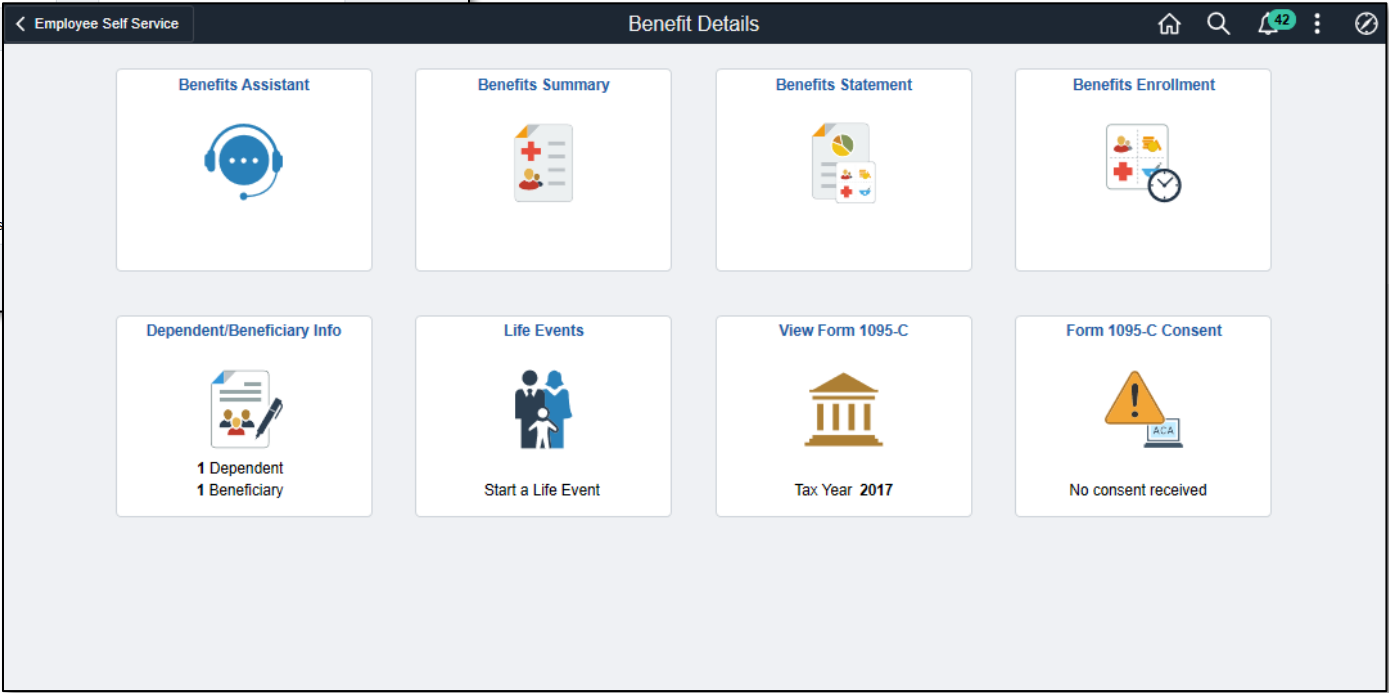 Employee Self Service
Benefit Details
42
Benefits Assistant
Benefits Summary
Benefits Statement
Benefits Enrollment
Dependent/Beneficiary Info
1 Dependent
1 Beneficiary
Life Events
Start a Life Event
View Form 1095-C
Tax Year 2017
Form 1095-C Consent
ACA
No consent received